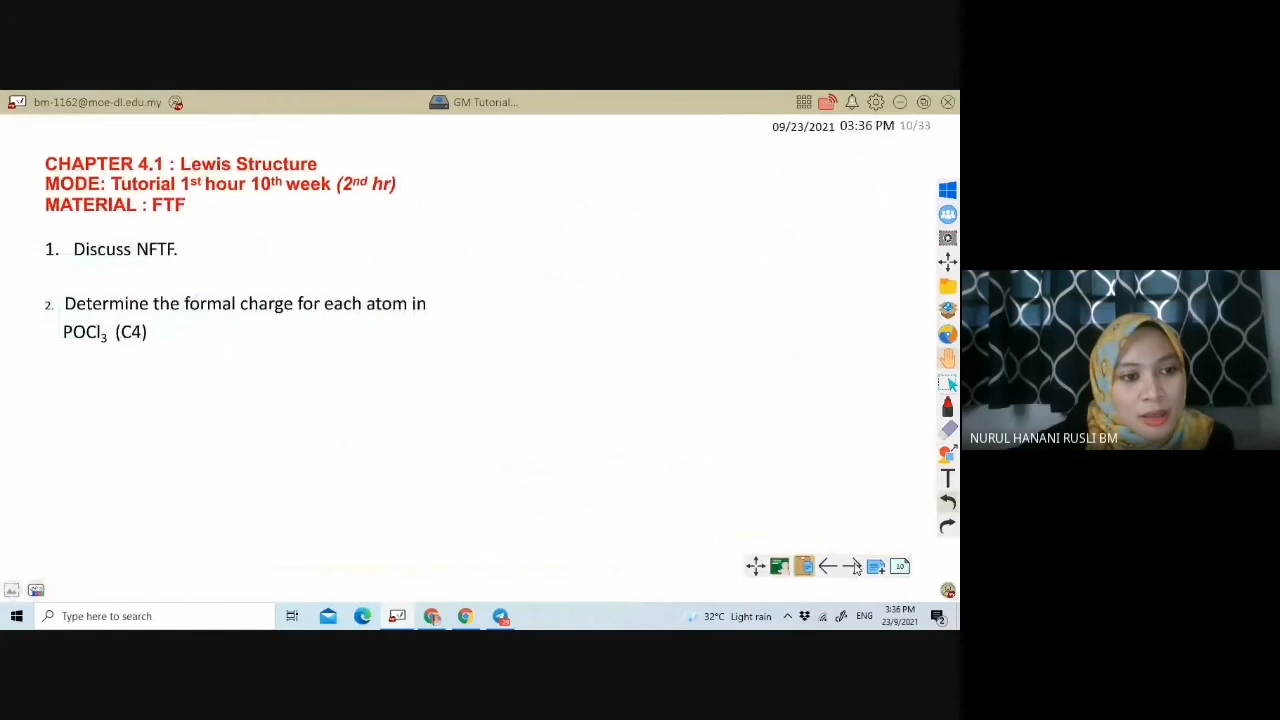 bm-1162@moe-dl.edu.my
GM Tutorial...
09/23/2021 03:36 PM 10/33
CHAPTER 4.1 : Lewis Structure
MODE: Tutorial 1st hour 10th week (2nd hr)
MATERIAL : FTF
1. Discuss NFTF.
2. Determine the formal charge for each atom in
POCl3 (C4)
NURUL HANANI RUSLI BM
T
10
Type here to search
32°C Light rain
ENG
3:36 PM
23/9/2021
2